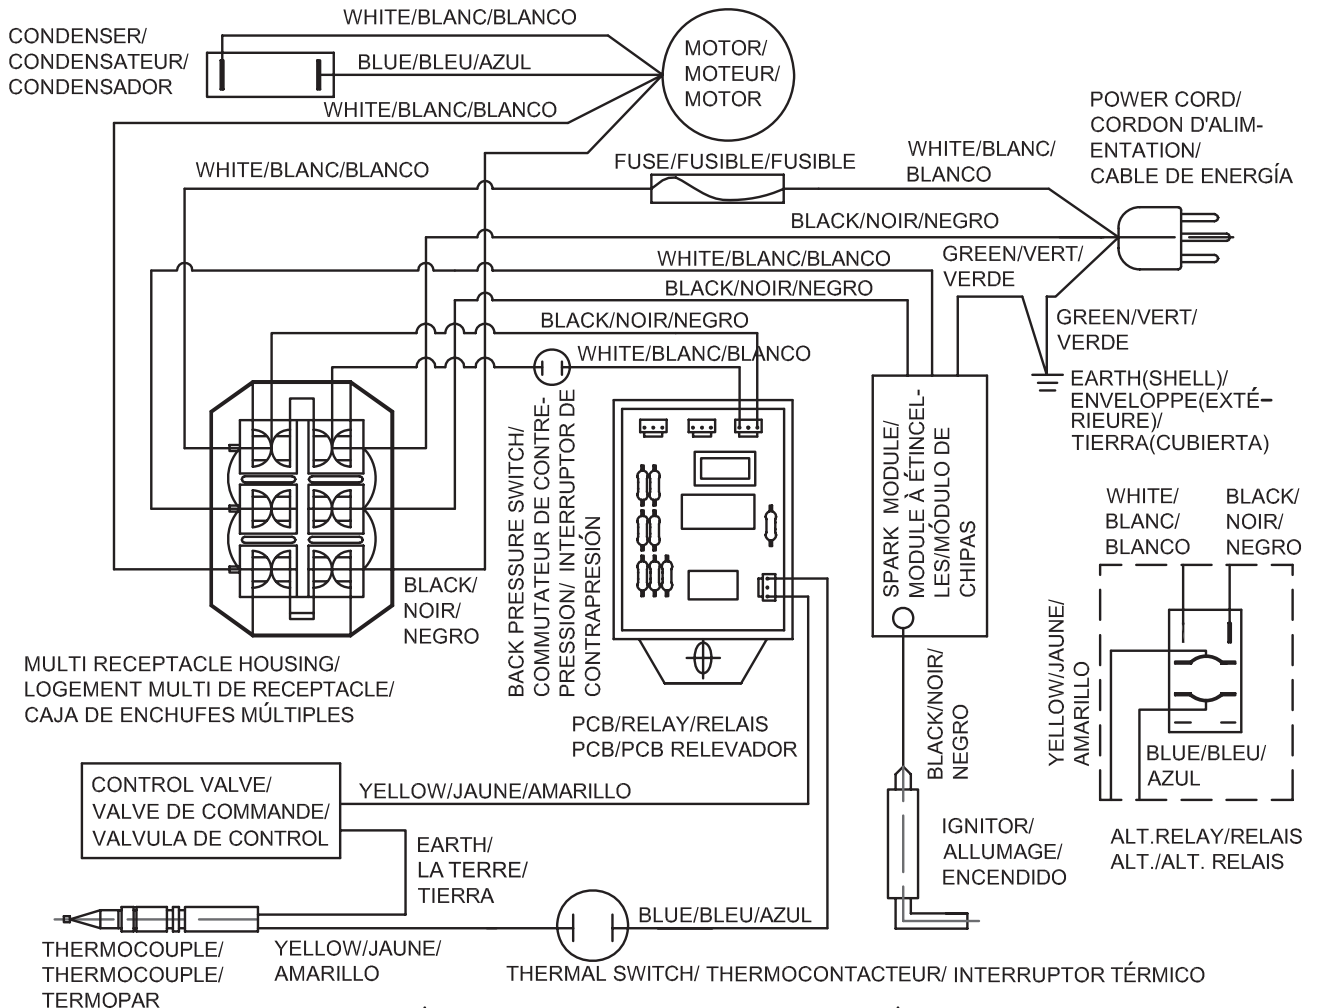 WHITE/BLANC/BLANCO
CONDENSER/
CONDENSATEUR/
CONDENSADOR
BLUE/BLEU/AZUL
MOTOR/
MOTEUR/
MOTOR
WHITE/BLANC/BLANCO
POWER CORD/
CORDON D'ALIM-
ENTATION/
CABLE DE ENERGÍA
WHITE/BLANC/BLANCO
FUSE/FUSIBLE/FUSIBLE
WHITE/BLANC/
BLANCO
BLACK/NOIR/NEGRO
GREEN/VERT/
VERDE
WHITE/BLANC/BLANCO
BLACK/NOIR/NEGRO
BLACK/NOIR/NEGRO
WHITE/BLANC/BLANCO
GREEN/VERT/
VERDE
EARTH(SHELL)/
ENVELOPPE(EXTÉ-
RIEURE)/
TIERRA(CUBIERTA)
BACK PRESSURE SWITCH/
COMMUTATEUR DE CONTRE-
PRESSION/ INTERRUPTOR DE
CONTRAPRESIÓN
SPARK MODULE/
MODULE À ÉTINCEL-
LES/MÓDULO DE
CHIPAS
BLACK/
NOIR/
NEGRO
MULTI RECEPTACLE HOUSING/
LOGEMENT MULTI DE RECEPTACLE/
CAJA DE ENCHUFES MÚLTIPLES
PCB/RELAY/RELAIS
PCB/PCB RELEVADOR
BLACK/NOIR/
NEGRO
WHITE/
BLANC/
BLANCO
BLACK/
NOIR/
NEGRO
YELLOW/JAUNE/
AMARILLO
BLUE/BLEU/
AZUL
ALT.RELAY/RELAIS
ALT./ALT. RELAIS
CONTROL VALVE/
VALVE DE COMMANDE/
VALVULA DE CONTROL
YELLOW/JAUNE/AMARILLO
EARTH/
LA TERRE/
TIERRA
IGNITOR/
ALLUMAGE/
ENCENDIDO
BLUE/BLEU/AZUL
THERMOCOUPLE/
THERMOCOUPLE/
TERMOPAR
YELLOW/JAUNE/
AMARILLO
THERMAL SWITCH/ THERMOCONTACTEUR/ INTERRUPTOR TÉRMICO